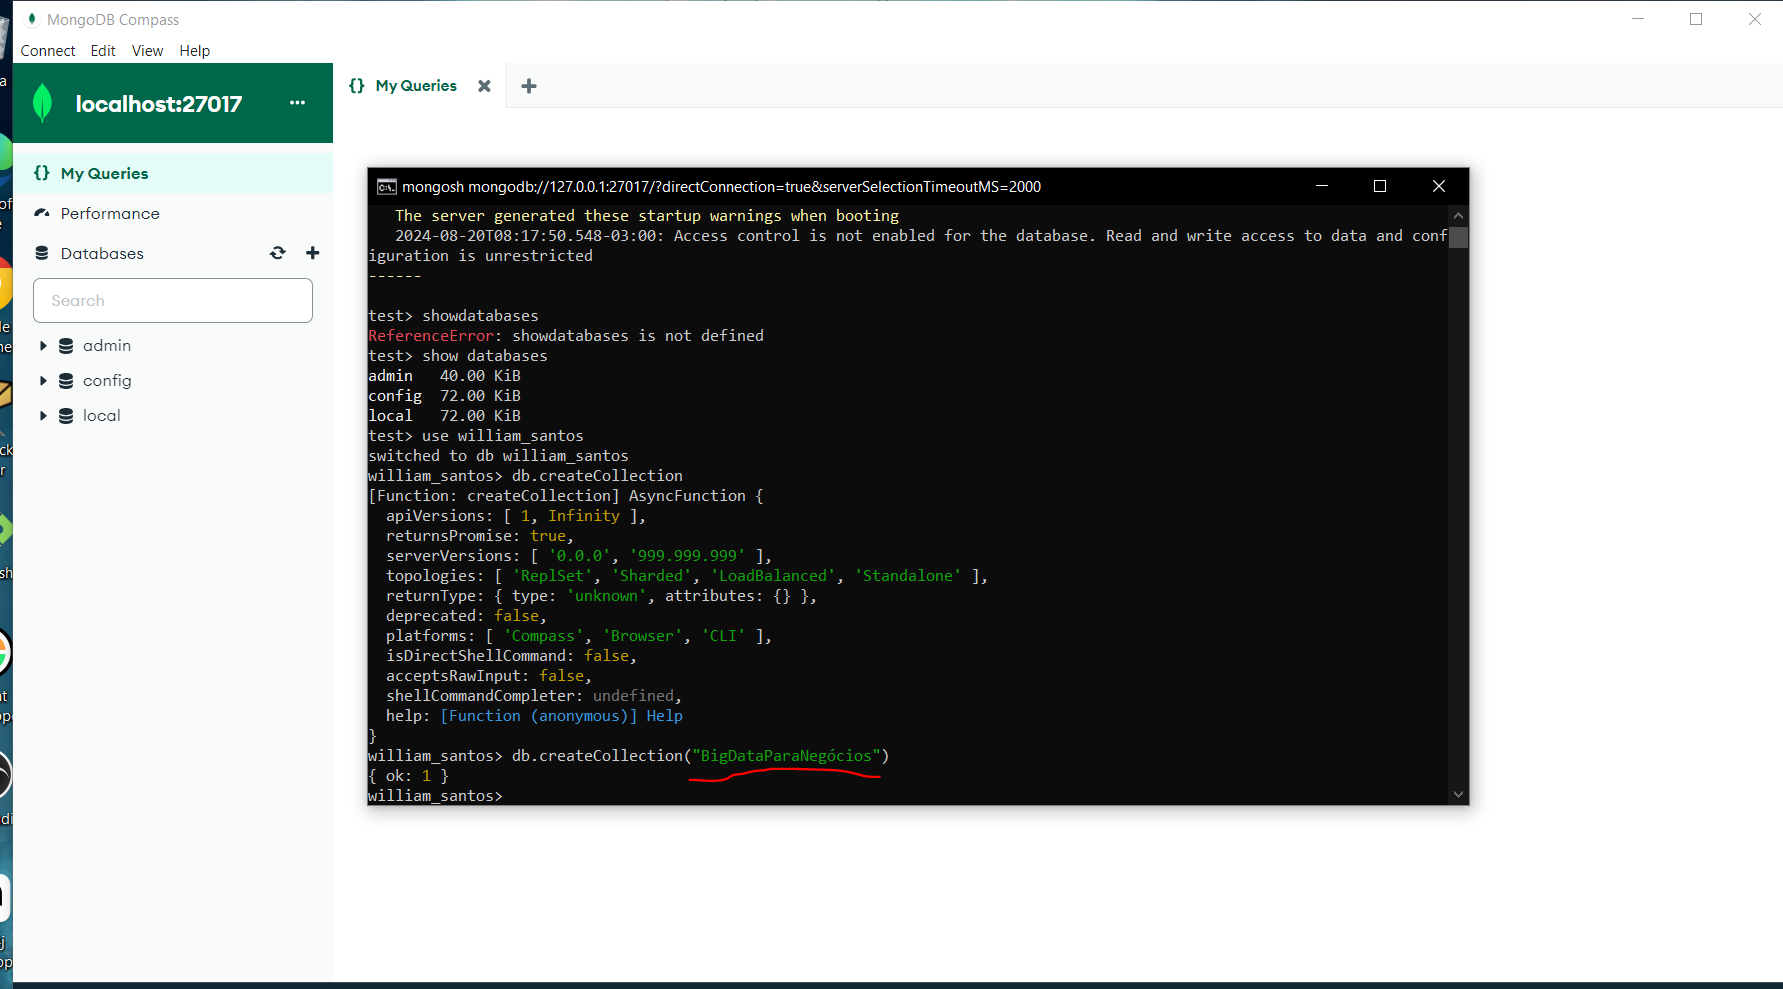 MongoDB Compass
Connect Edit View Help
localhost:27017 ...
My Queries
Performance
Databases
Search
admin
config
local
{} My Queries
mongosh mongodb://127.0.0.1:27017/?directConnection=true&serverSelectionTimeoutMS=2000
The server generated these startup warnings when booting
2024-08-20T08:17:50.548-03:00: Access control is not enabled for the database. Read and write access to data and conf
iguration is unrestricted
------
test> showdatabases
ReferenceError: showdatabases is not defined
test> show databases
admin 40.00 KiB
config 72.00 KiB
local 72.00 KiB
test> use william_santos
switched to db william_santos
william_santos> db.createCollection
[Function: createCollection] AsyncFunction {
apiVersions: [ 1, Infinity ],
returnsPromise: true,
serverVersions: [ '0.0.0', '999.999.999' ],
topologies: [ 'ReplSet', 'Sharded', 'LoadBalanced', 'Standalone' ],
returnType: { type: 'unknown', attributes: {} },
deprecated: false,
platforms: [ 'Compass', 'Browser', 'CLI' ],
isDirectShellCommand: false,
acceptsRawInput: false,
shellCommandCompleter: undefined,
help: [Function (anonymous)] Help
}
william_santos> db.createCollection("BigDataParaNegócios")
{ ok: 1 }
william_santos>